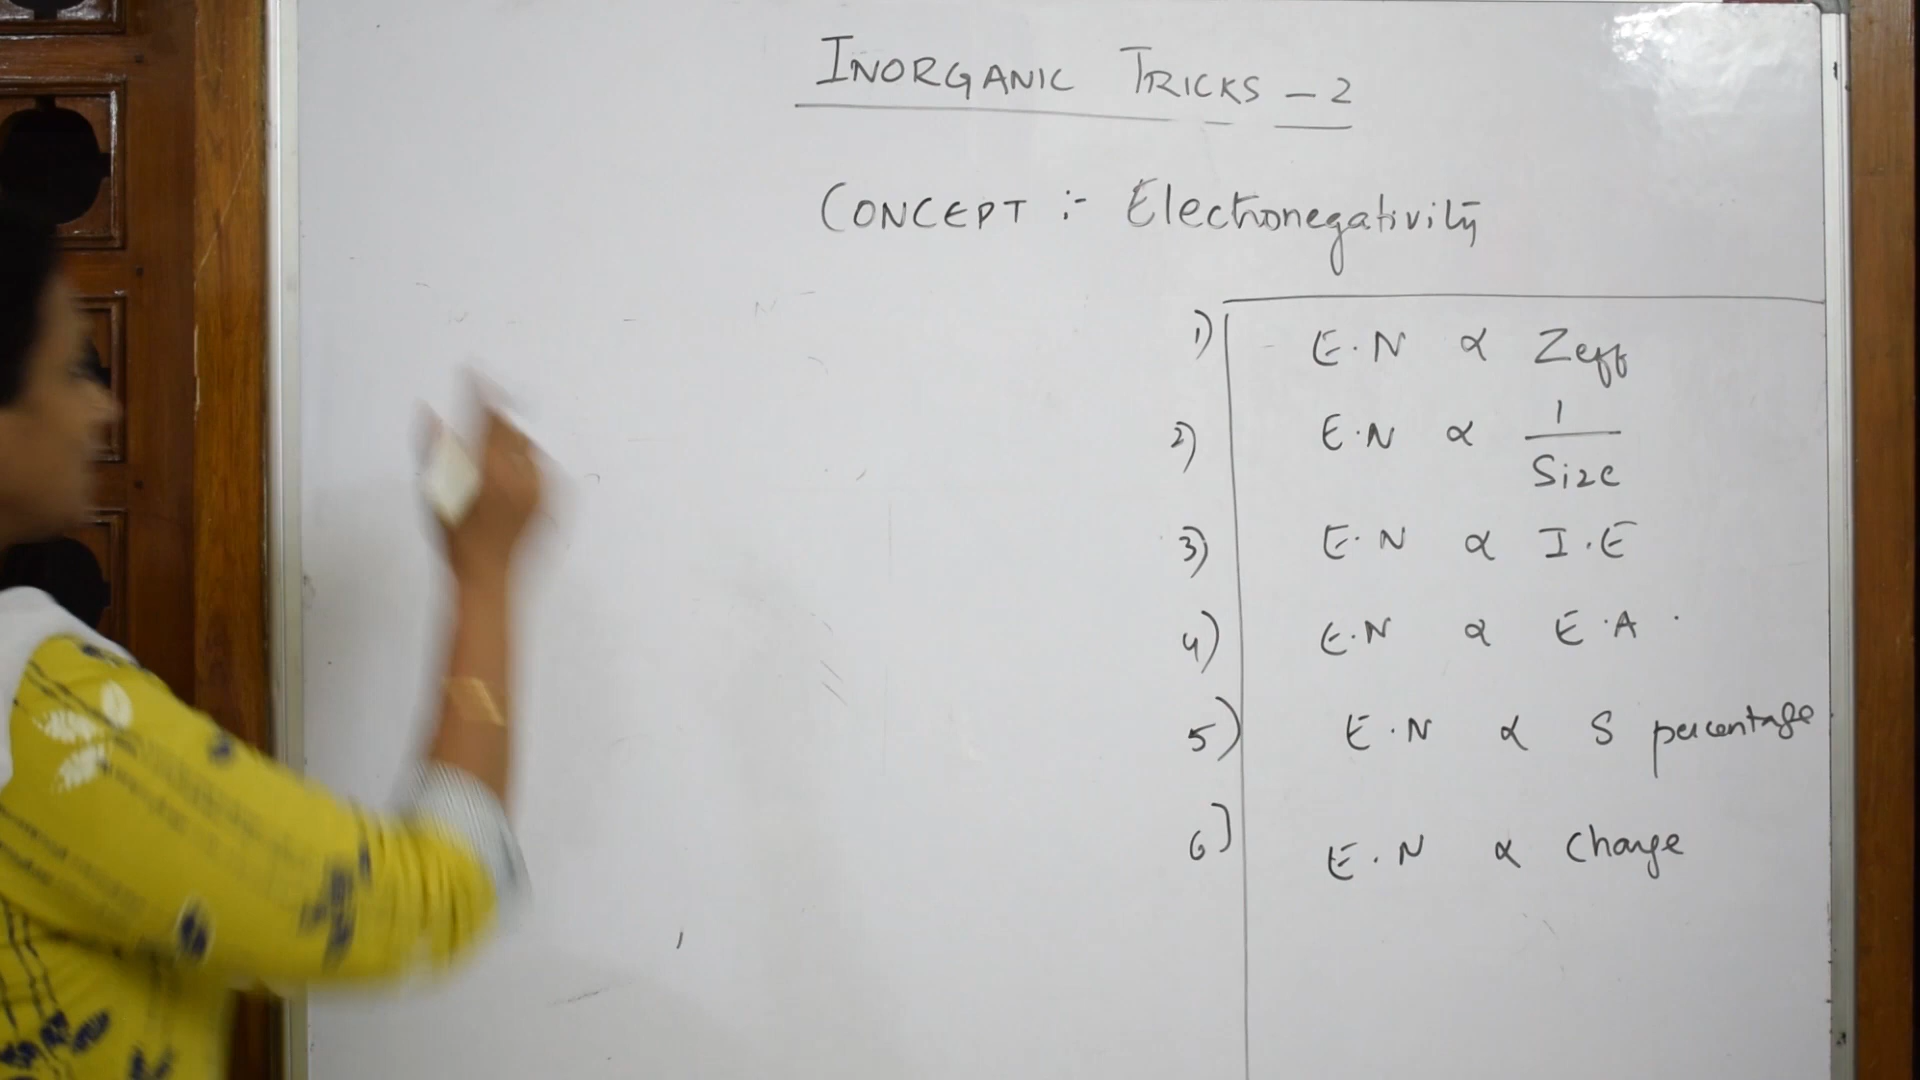 INORGANIC TRICKS - 2
CONCEPT :- Electronegativity
1) E.N α Zeff
2) E.N α 1/Size
3) E.N α I.E
4) E.N α E.A
5) E.N α S percentage
6) E.N α Charge